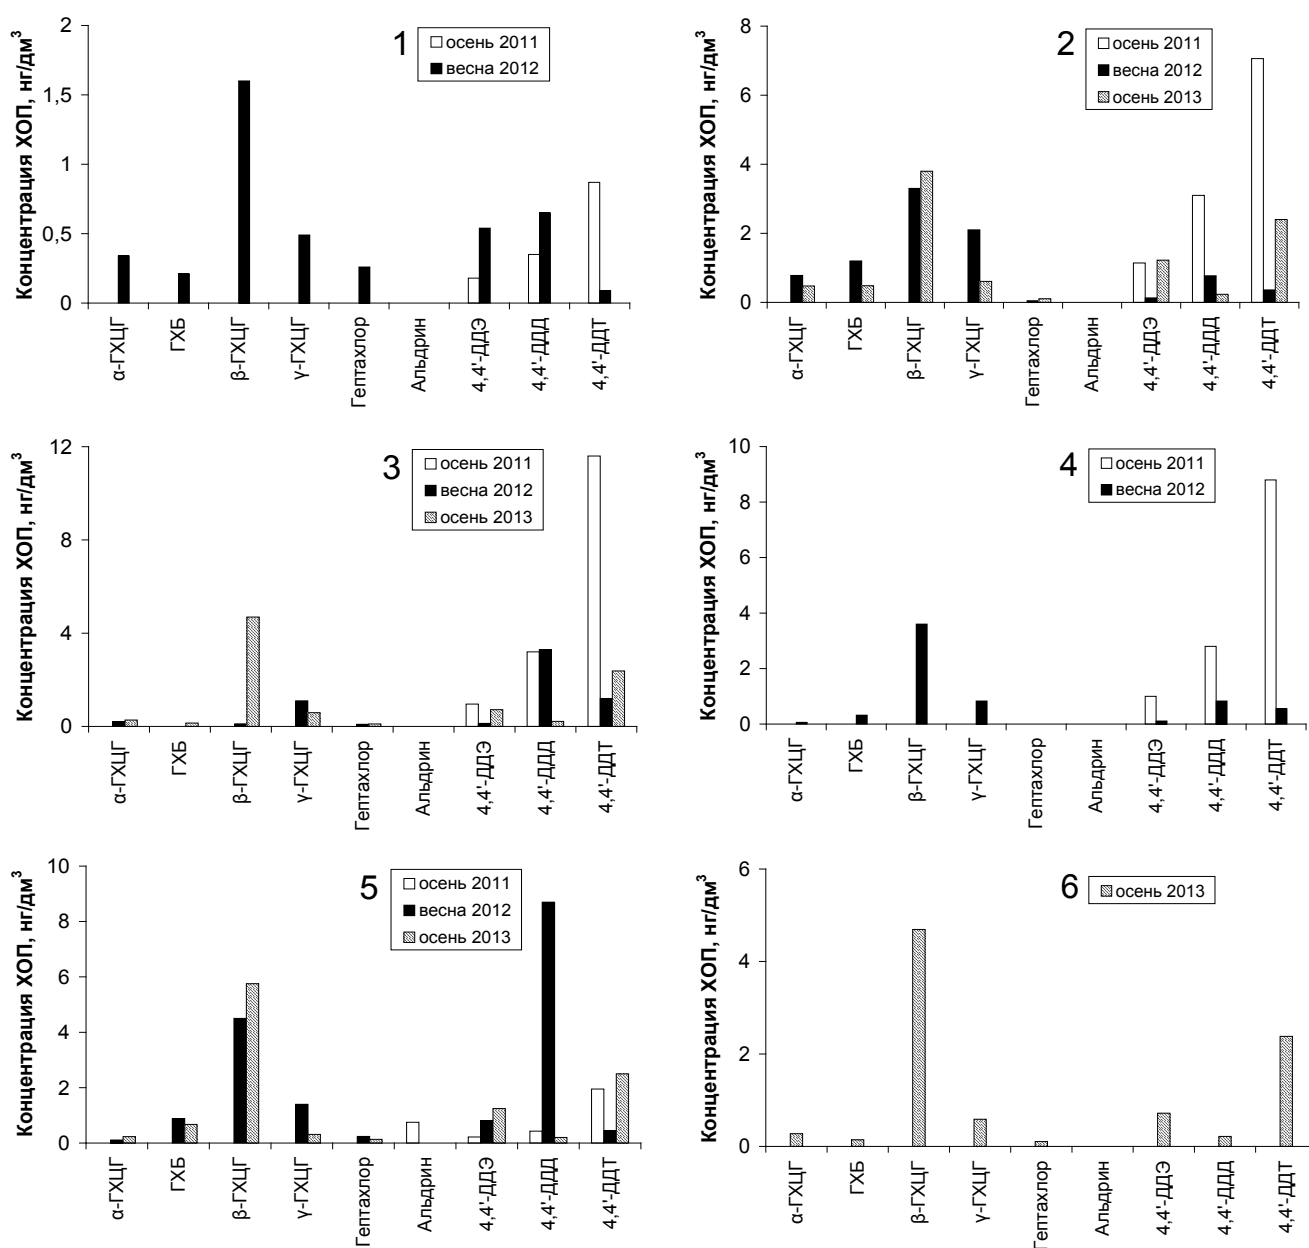 Концентрация ХОП, нг/дм³
2
1,5
1
0,5
0
1
осень 2011
весна 2012
α-ГХЦГ
ГХБ
β-ГХЦГ
γ-ГХЦГ
Гептахлор
Альдрин
4,4'-ДДЭ
4,4'-ДДД
4,4'-ДДТ
Концентрация ХОП, нг/дм³
8
6
4
2
0
2
осень 2011
весна 2012
осень 2013
α-ГХЦГ
ГХБ
β-ГХЦГ
γ-ГХЦГ
Гептахлор
Альдрин
4,4'-ДДЭ
4,4'-ДДД
4,4'-ДДТ
Концентрация ХОП, нг/дм³
12
8
4
0
3
осень 2011
весна 2012
осень 2013
α-ГХЦГ
ГХБ
β-ГХЦГ
γ-ГХЦГ
Гептахлор
Альдрин
4,4'-ДДЭ
4,4'-ДДД
4,4'-ДДТ
Концентрация ХОП, нг/дм³
10
8
6
4
2
0
4
осень 2011
весна 2012
α-ГХЦГ
ГХБ
β-ГХЦГ
γ-ГХЦГ
Гептахлор
Альдрин
4,4'-ДДЭ
4,4'-ДДД
4,4'-ДДТ
Концентрация ХОП, нг/дм³
10
8
6
4
2
0
5
осень 2011
весна 2012
осень 2013
α-ГХЦГ
ГХБ
β-ГХЦГ
γ-ГХЦГ
Гептахлор
Альдрин
4,4'-ДДЭ
4,4'-ДДД
4,4'-ДДТ
Концентрация ХОП, нг/дм³
6
4
2
0
6
осень 2013
α-ГХЦГ
ГХБ
β-ГХЦГ
γ-ГХЦГ
Гептахлор
Альдрин
4,4'-ДДЭ
4,4'-ДДД
4,4'-ДДТ